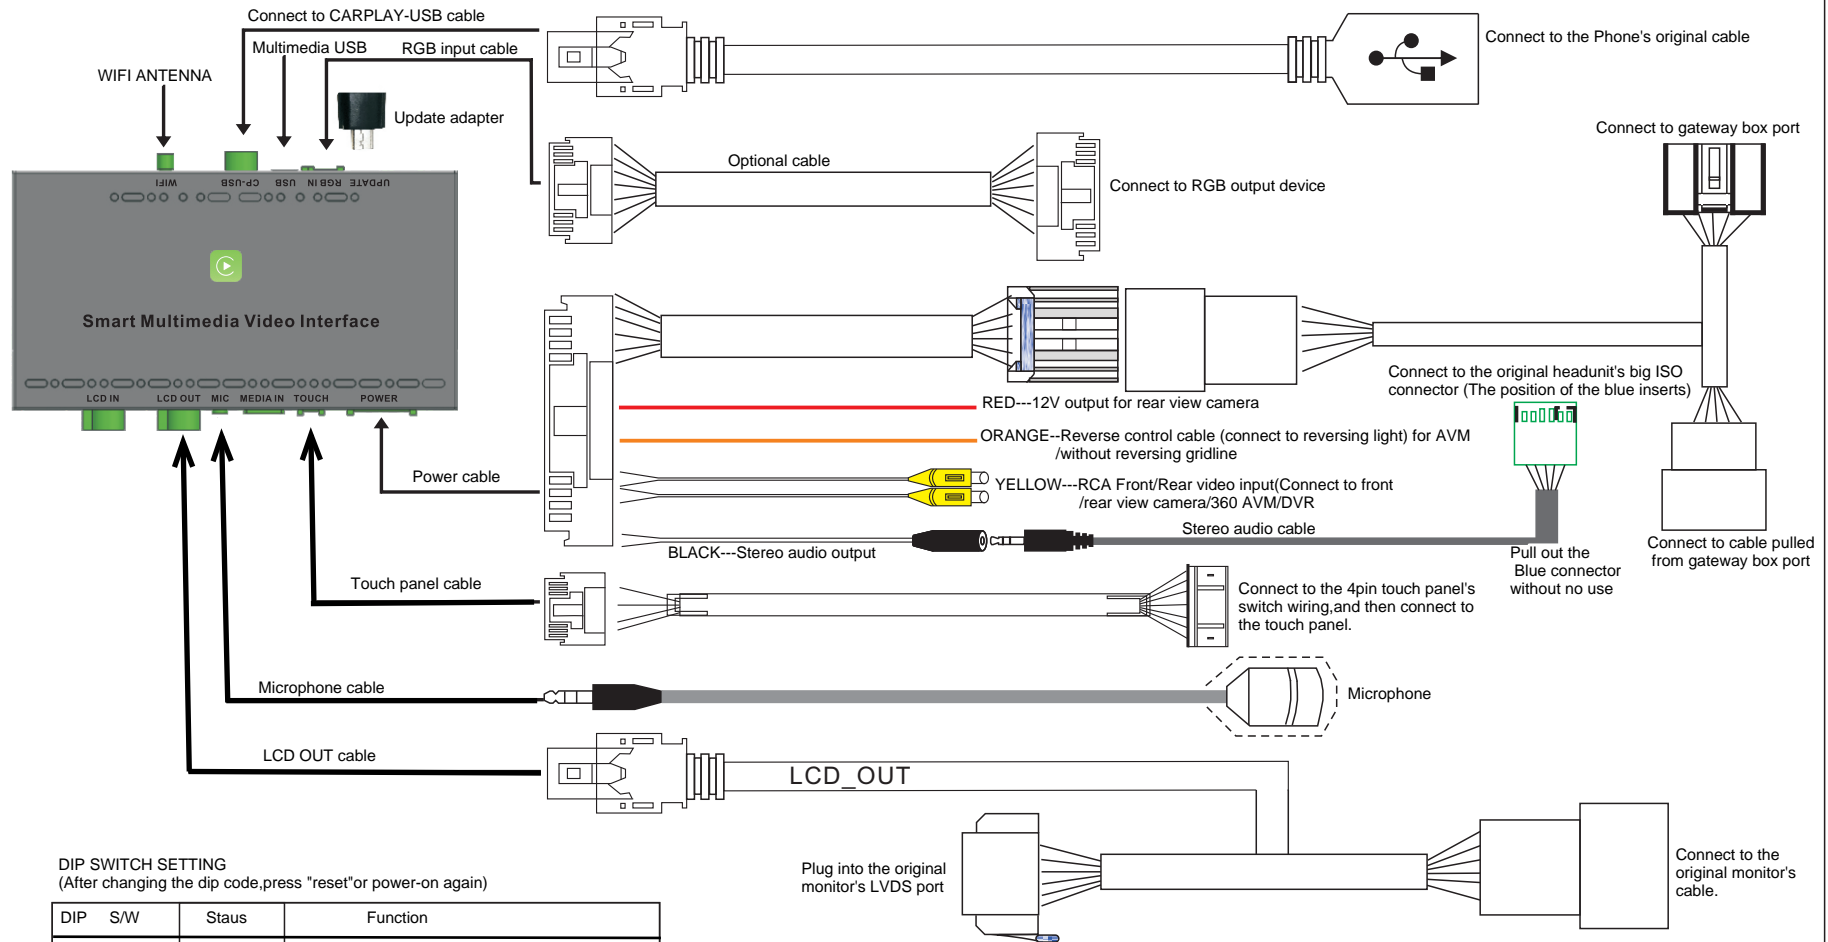 Connect to CARPLAY-USB cable
Multimedia USB
RGB input cable
WIFI ANTENNA
Update adapter
Connect to the Phone's original cable
Optional cable
Connect to RGB output device
Connect to gateway box port
WIFI
CP-USB
USB
RGB IN
UPDATE
Smart Multimedia Video Interface
LCD IN
LCD OUT
MIC
MEDIA IN
TOUCH
POWER
Connect to the original headunit's big ISO
connector (The position of the blue inserts)
RED---12V output for rear view camera
ORANGE--Reverse control cable (connect to reversing light) for AVM
/without reversing gridline
Power cable
YELLOW---RCA Front/Rear video input(Connect to front
/rear view camera/360 AVM/DVR
Stereo audio cable
BLACK---Stereo audio output
Pull out the
Blue connector
without no use
Connect to cable pulled
from gateway box port
Touch panel cable
Connect to the 4pin touch panel's
switch wiring,and then connect to
the touch panel.
Microphone cable
Microphone
LCD OUT cable
LCD_OUT
Plug into the original
monitor's LVDS port
Connect to the
original monitor's
cable.
DIP SWITCH SETTING
(After changing the dip code,press "reset"or power-on again)
DIP S/W
Staus
Function